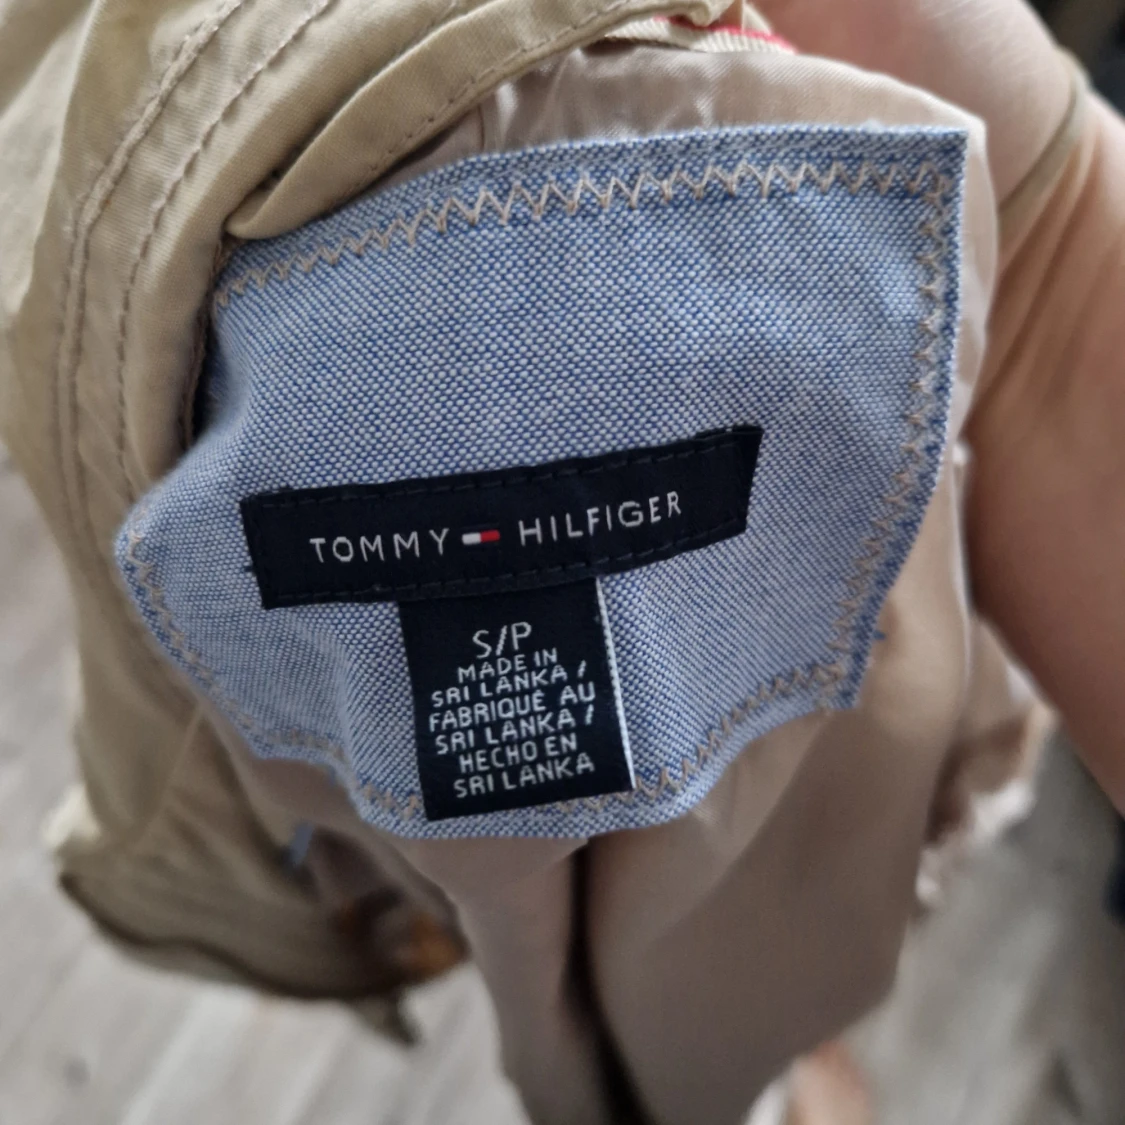 TOMMY HILFIGER
S/P
MADE IN
SRI LANKA /
FABRIQUÉ AU
SRI LANKA /
HECHO EN
SRI LANKA